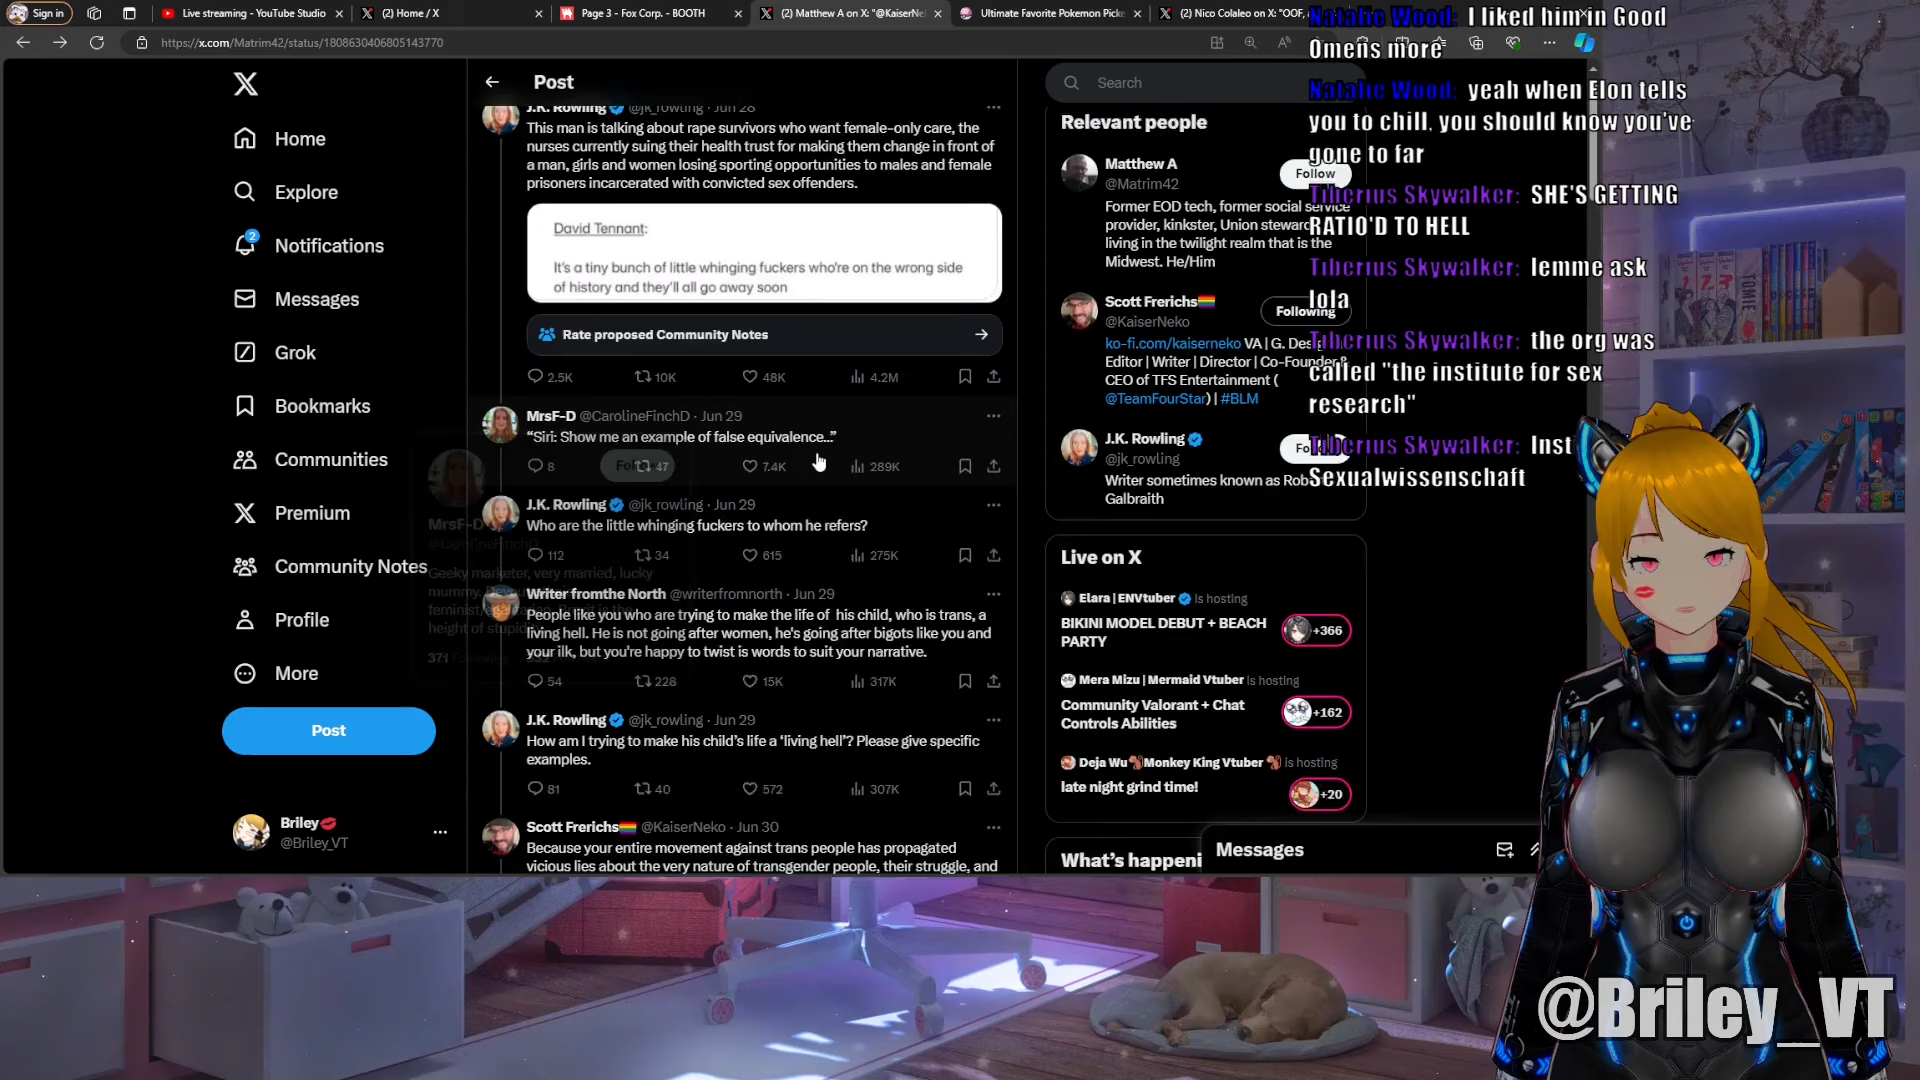 Sign in
Live streaming - YouTube Studio
(2) Home / X
Page 3 - Fox Corp. - BOOTH
(2) Matthew A on X: "@KaiserNe
Ultimate Favorite Pokemon Picke
(2) Nico Colaleo on X: "OOF,
https://x.com/Matrim42/status/1808630406805143770
Home
Explore
2
Notifications
Messages
Grok
Bookmarks
Communities
Premium
Community Notes
Profile
More
Post
Briley💋
@Briley_VT
Post
J.K. Rowling @jk_rowling · Jun 28
This man is talking about rape survivors who want female-only care, the
nurses currently suing their health trust for making them change in front of
a man, girls and women losing sporting opportunities to males and female
prisoners incarcerated with convicted sex offenders.
David Tennant:
It's a tiny bunch of little whinging fuckers who're on the wrong side
of history and they'll all go away soon
Rate proposed Community Notes
2.5K 10K 48K 4.2M
MrsF-D @CarolineFinchD · Jun 29
“Siri: Show me an example of false equivalence...”
8 47 7.4K 289K
J.K. Rowling @jk_rowling · Jun 29
Who are the little whinging fuckers to whom he refers?
112 34 615 275K
Writer fromthe North @writerfromnorth · Jun 29
People like you who are trying to make the life of his child, who is trans, a
living hell. He is not going after women, he's going after bigots like you and
your ilk, but you're happy to twist is words to suit your narrative.
54 228 15K 317K
J.K. Rowling @jk_rowling · Jun 29
How am I trying to make his child's life a ‘living hell’? Please give specific
examples.
81 40 572 307K
Scott Frerichs🏳️‍🌈 @KaiserNeko · Jun 30
Because your entire movement against trans people has propagated
vicious lies about the very nature of transgender people, their struggle, and
MrsF-D
@CarolineFinchD
Geeky marketer, very married, lucky
height of
371
Search
Relevant people
Matthew A
@Matrim42
Follow
Former EOD tech, former social service
provider, kinkster, Union steward
living in the twilight realm that is the
Midwest. He/Him
Scott Frerichs🏳️‍🌈
@KaiserNeko
Following
ko-fi.com/kaiserneko VA | G. Des
Editor | Writer | Director | Co-Founder &
CEO of TFS Entertainment (
@TeamFourStar) | #BLM
J.K. Rowling
@jk_rowling
Fo
Writer sometimes known as Rob
Galbraith
Live on X
Elara | ENVtuber is hosting
BIKINI MODEL DEBUT + BEACH
PARTY
+366
Mera Mizu | Mermaid Vtuber is hosting
Community Valorant + Chat
Controls Abilities
+162
Deja Wu🐒Monkey King Vtuber🐒 is hosting
late night grind time!
+20
What's happeni
Messages
Natalie Wood: I liked him in Good
Omens more
Natalie Wood: yeah when Elon tells
you to chill, you should know you've
gone to far
Tiberius Skywalker: SHE'S GETTING
RATIO'D TO HELL
Tiberius Skywalker: lemme ask
lola
Tiberius Skywalker: the org was
called "the institute for sex
research"
Tiberius Skywalker: Inst
Sexualwissenschaft
@Briley_VT